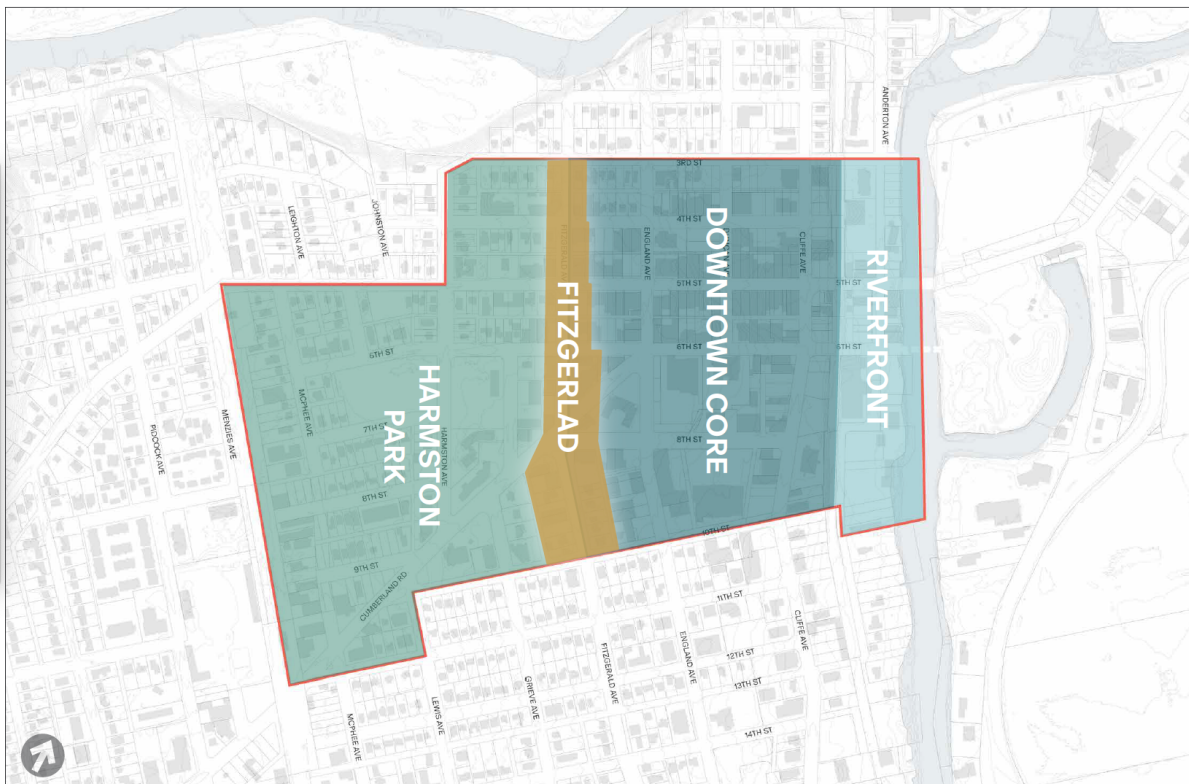 ANDERTON AVE
3RD ST
LEIGHTON AVE
JOHNSTON AVE
4TH ST
DOWNTOWN CORE
CLIFFE AVE
ENGLAND AVE
RIVERFRONT
5TH ST
5TH ST
FITZGERLAD
6TH ST
6TH ST
6TH ST
HARMSTON
PARK
MCPHEE AVE
MENZIES AVE
PIDCOCK AVE
7TH ST
HARMSTON AVE
8TH ST
8TH ST
10TH ST
9TH ST
CUMBERLAND RD
11TH ST
CLIFFE AVE
ENGLAND AVE
FITZGERALD AVE
12TH ST
13TH ST
GRIEVE AVE
LEWIS AVE
MCPHEE AVE
14TH ST